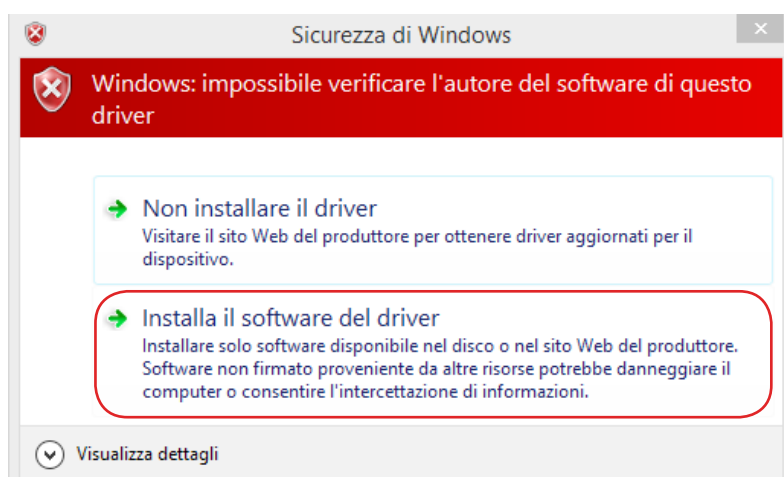 Sicurezza di Windows
Windows: impossibile verificare l'autore del software di questo
driver
Non installare il driver
Visitare il sito Web del produttore per ottenere driver aggiornati per il
dispositivo.
Installa il software del driver
Installare solo software disponibile nel disco o nel sito Web del produttore.
Software non firmato proveniente da altre risorse potrebbe danneggiare il
computer o consentire l'intercettazione di informazioni.
Visualizza dettagli